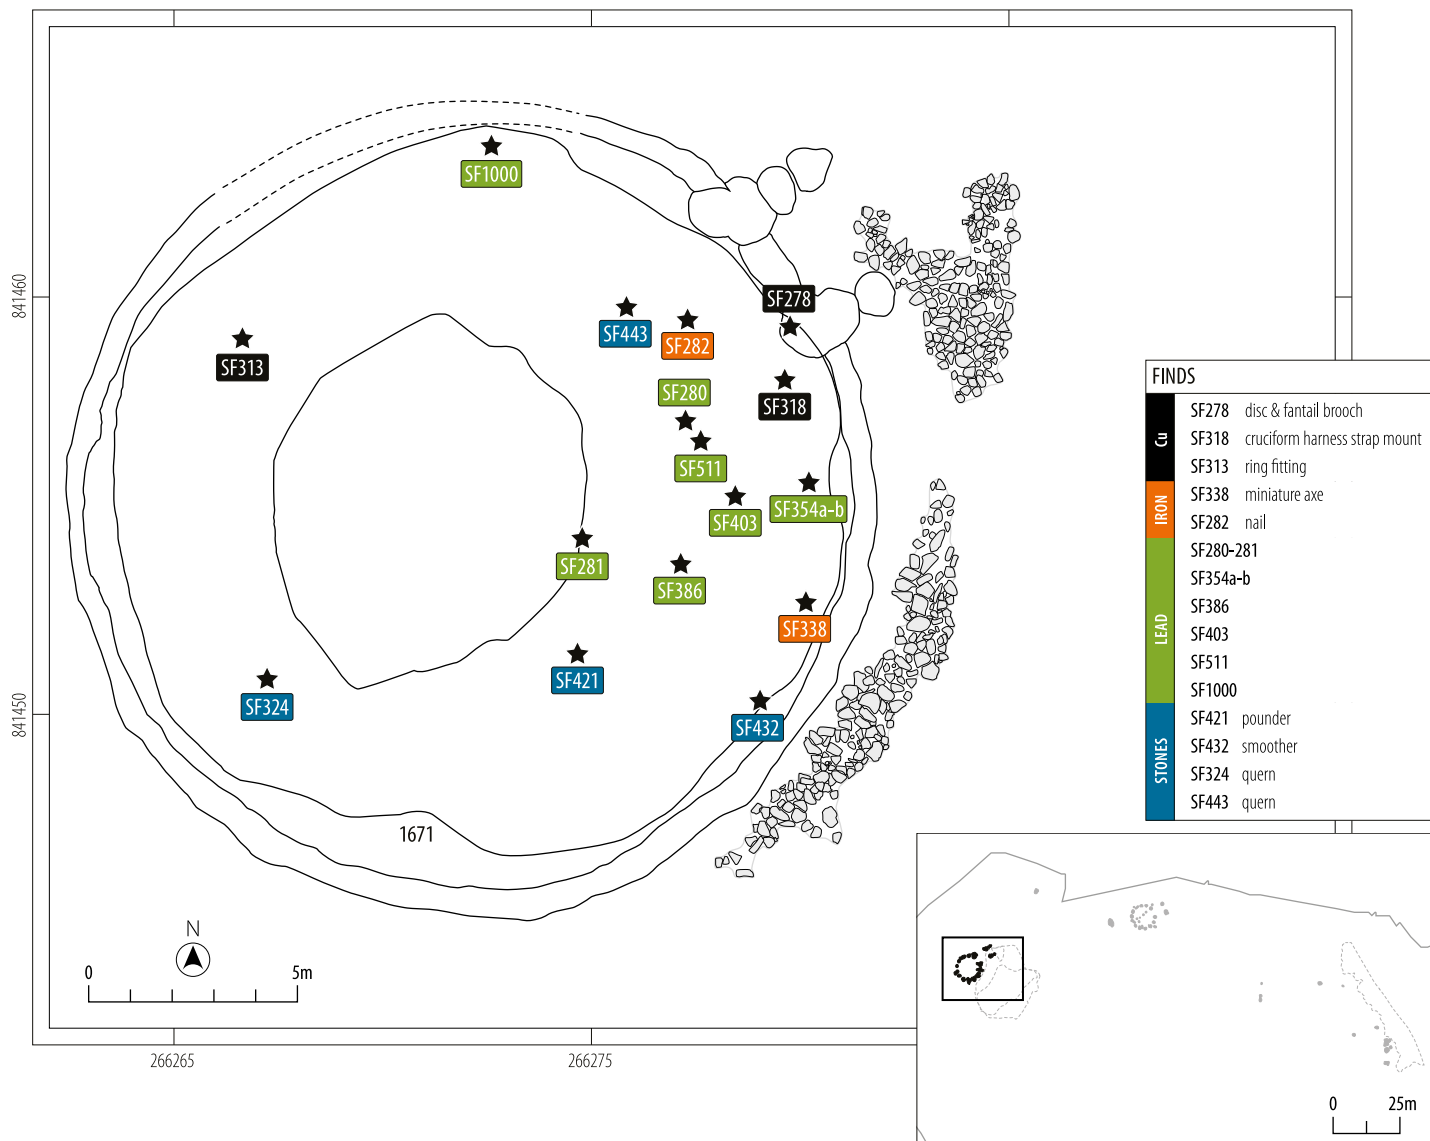 SF1000
841460
SF278
SF443
SF282
SF313
SF280
SF318
SF511
SF354a-b
SF403
SF281
SF386
SF338
SF421
SF324
841450
SF432
1671
N
0 5m
266265 266275
FINDS
Cu
SF278 disc & fantail brooch
SF318 cruciform harness strap mount
SF313 ring fitting
IRON
SF338 miniature axe
SF282 nail
LEAD
SF280-281
SF354a-b
SF386
SF403
SF511
SF1000
STONES
SF421 pounder
SF432 smoother
SF324 quern
SF443 quern
0 25m